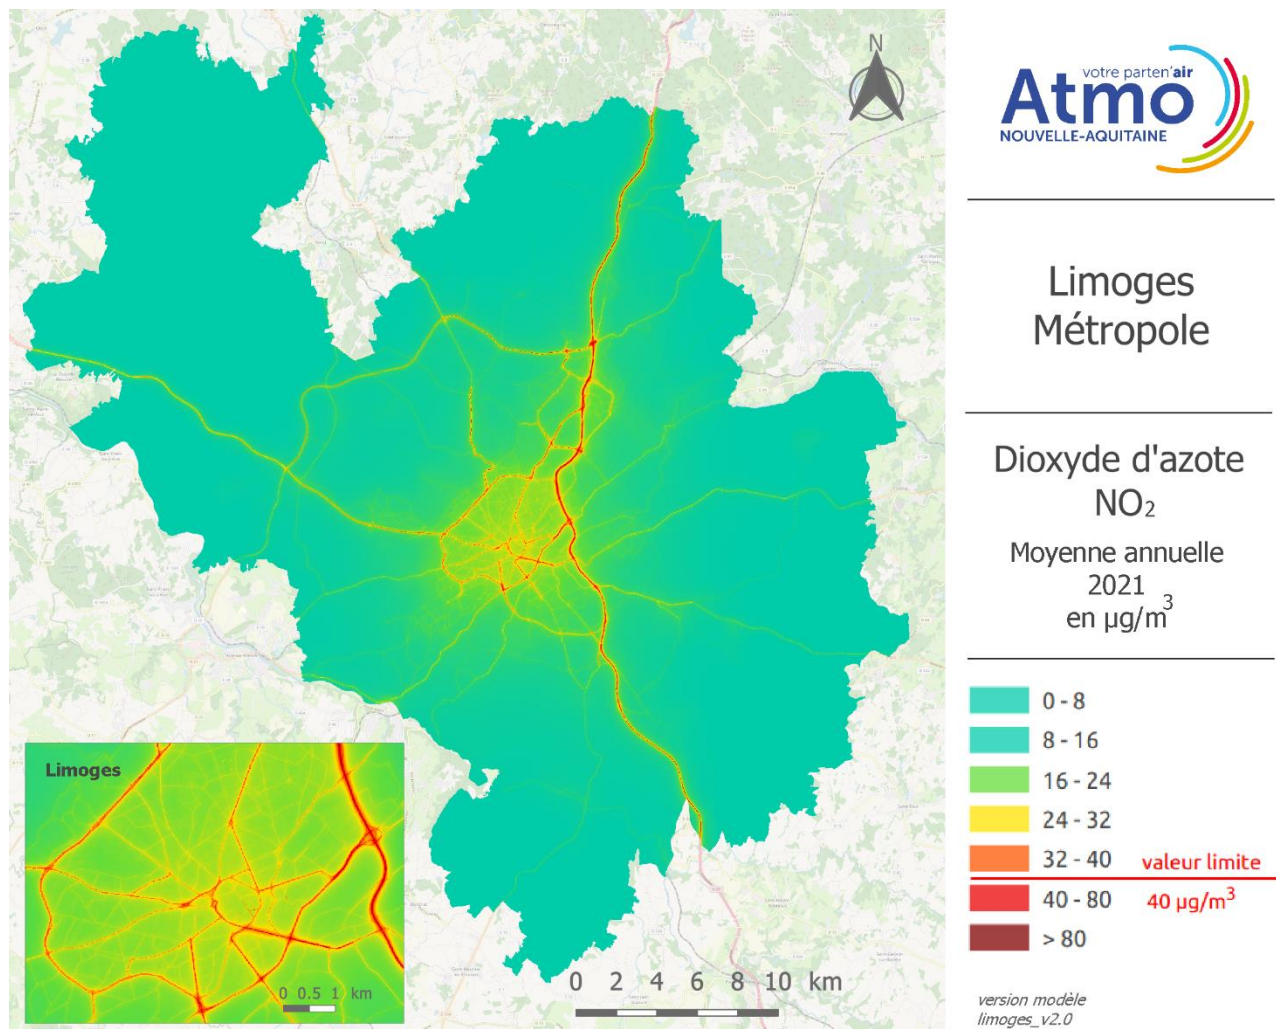 N
votre parten'air
Atmo
NOUVELLE-AQUITAINE
Limoges
Métropole
Dioxyde d'azote
NO₂
Moyenne annuelle
2021
en µg/m³
0 - 8
8 - 16
16 - 24
24 - 32
32 - 40 valeur limite
40 - 80 40 µg/m³
> 80
version modèle
limoges_v2.0
Limoges
0 0.5 1 km
0 2 4 6 8 10 km